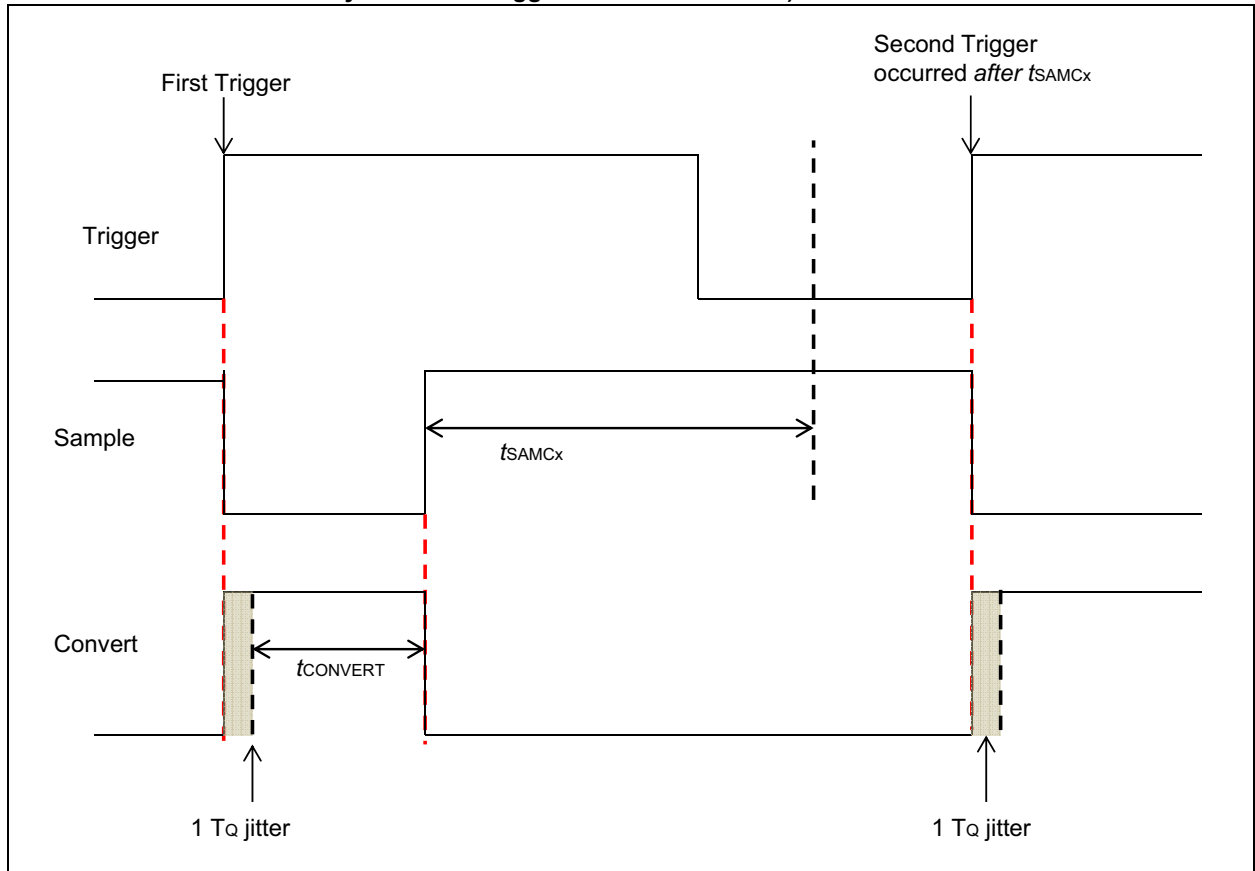 First Trigger
Second Trigger
occurred after tSAMCx
Trigger
Sample
tSAMCx
Convert
tCONVERT
1 TQ jitter
1 TQ jitter